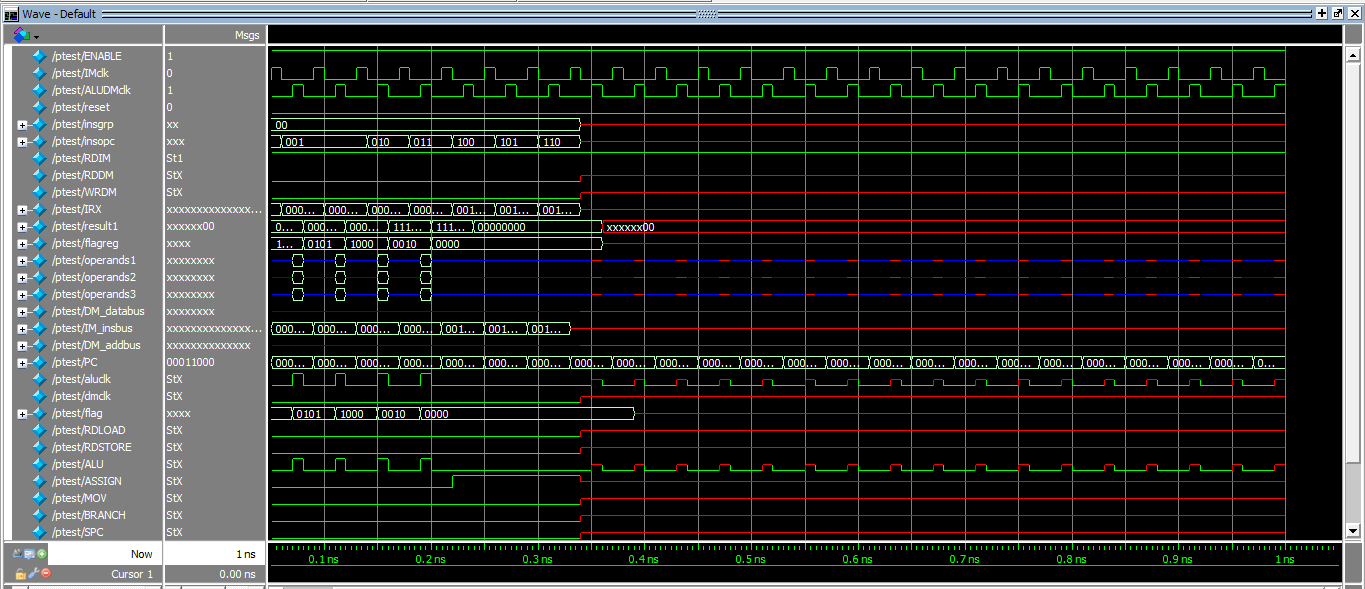 Wave - Default
Msgs
/ptest/ENABLE 1
/ptest/IMclk 0
/ptest/ALUDMclk 1
/ptest/reset 0
/ptest/insgrp xx 00
/ptest/insopc xxx 001 010 011 100 101 110
/ptest/RDIM St1
/ptest/RDDM StX
/ptest/WRDM StX
/ptest/IRX xxxxxxxxxxxxxx... 000... 000... 000... 000... 001... 001... 001...
/ptest/result1 xxxxxx00 0... 000... 000... 111... 111... 00000000 xxxxxx00
/ptest/flagreg xxxx 1... 0101 1000 0010 0000
/ptest/operands1 xxxxxxxx
/ptest/operands2 xxxxxxxx
/ptest/operands3 xxxxxxxx
/ptest/DM_databus xxxxxxxx
/ptest/IM_insbus xxxxxxxxxxxxxx... 000... 000... 000... 000... 001... 001... 001...
/ptest/DM_addbus xxxxxxxxxxxxxx
/ptest/PC 00011000 000... 000... 000... 000... 000... 000... 000... 000... 000... 000... 000... 000... 000... 000... 000... 000... 000... 000... 000... 000... 000... 000... 000... 0...
/ptest/aluclk StX
/ptest/dmclk StX
/ptest/flag xxxx 0101 1000 0010 0000
/ptest/RDLOAD StX
/ptest/RDSTORE StX
/ptest/ALU StX
/ptest/ASSIGN StX
/ptest/MOV StX
/ptest/BRANCH StX
/ptest/SPC StX
Now 1 ns
0.1 ns 0.2 ns 0.3 ns 0.4 ns 0.5 ns 0.6 ns 0.7 ns 0.8 ns 0.9 ns 1 ns
Cursor 1 0.00 ns